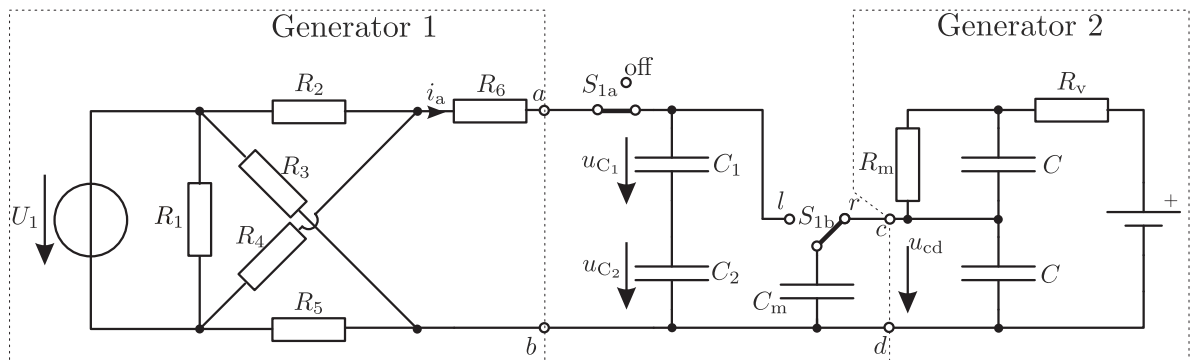 Generator 1
Generator 2
off
R2
ia
R6
a
S1a
Rv
U1
R1
R3
R4
R5
b
uC1
C1
uC2
C2
l
S1b
r
c
Cm
d
ucd
Rm
C
C
+